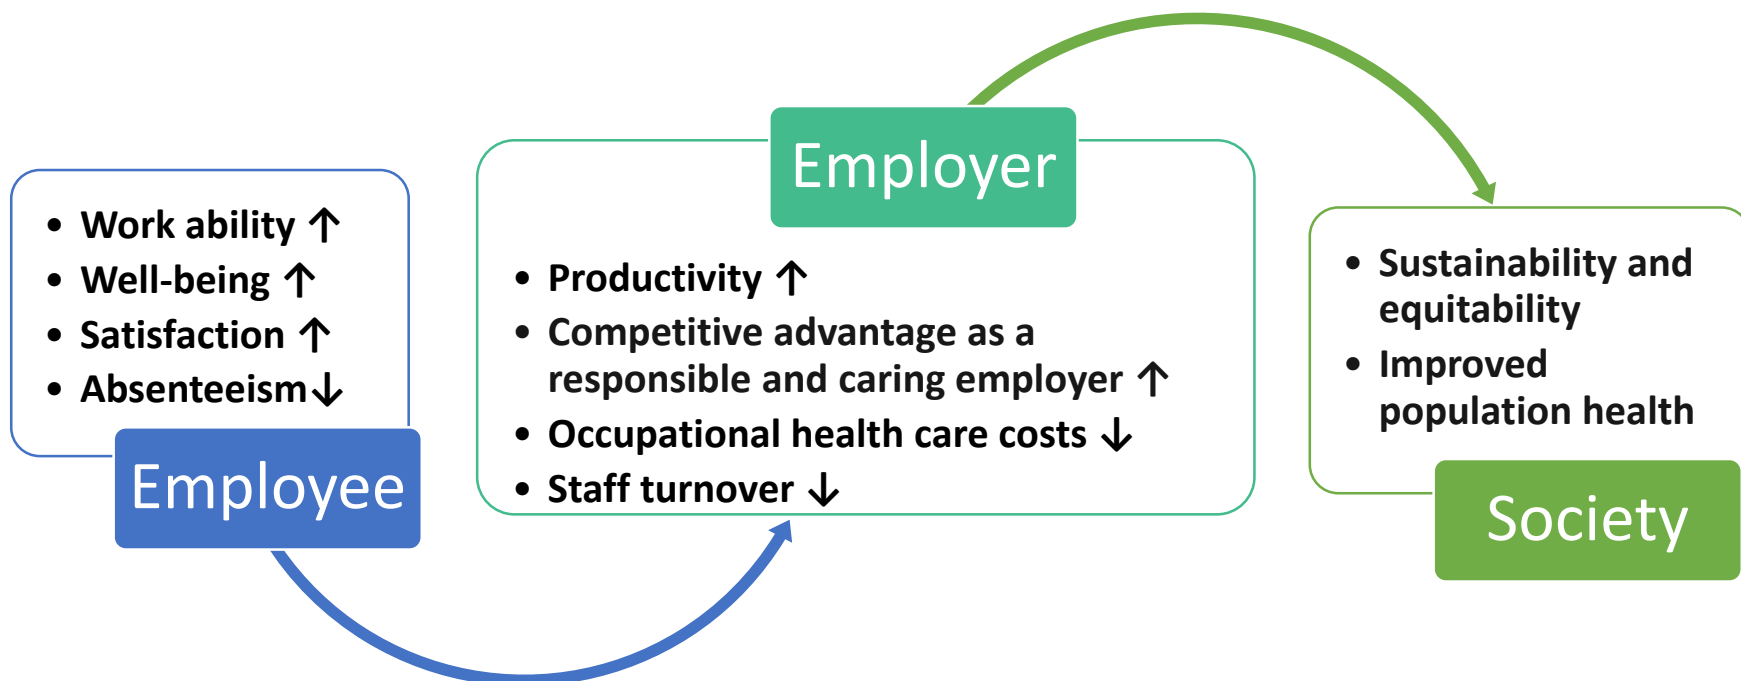 • Work ability ↑
• Well-being ↑
• Satisfaction ↑
• Absenteeism↓
Employee
Employer
• Productivity ↑
• Competitive advantage as a
responsible and caring employer ↑
• Occupational health care costs ↓
• Staff turnover ↓
• Sustainability and
equitability
• Improved
population health
Society